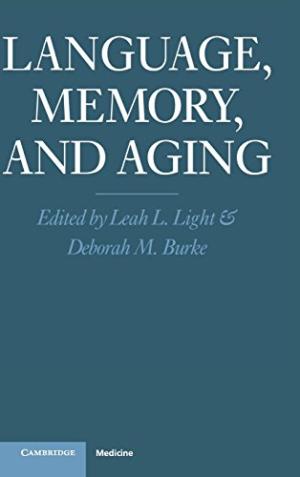 LANGUAGE,
MEMORY,
AND AGING
Edited by Leah L. Light &
Deborah M. Burke
CAMBRIDGE Medicine